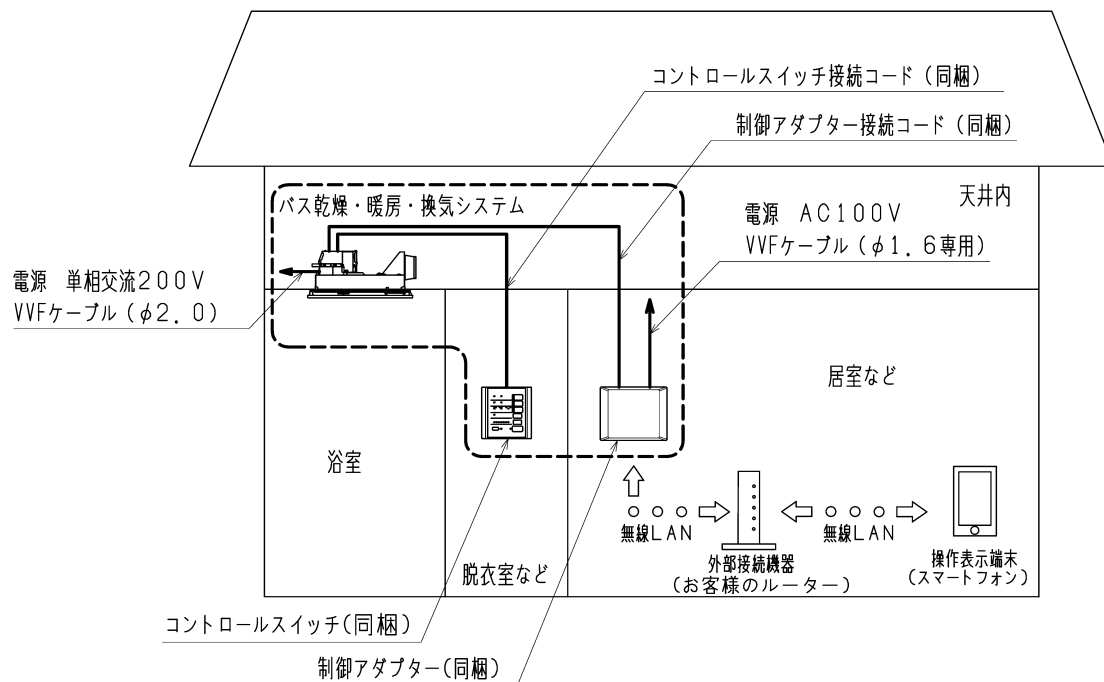 コントロールスイッチ接続コード（同梱）
制御アダプター接続コード（同梱）
天井内
バス乾燥・暖房・換気システム
電源　AC100V
VVFケーブル（φ1．6専用）
電源　単相交流200V
VVFケーブル（φ2．0）
居室など
浴室
無線LAN
無線LAN
外部接続機器
（お客様のルーター）
操作表示端末
（スマートフォン）
脱衣室など
コントロールスイッチ(同梱)
制御アダプター(同梱)